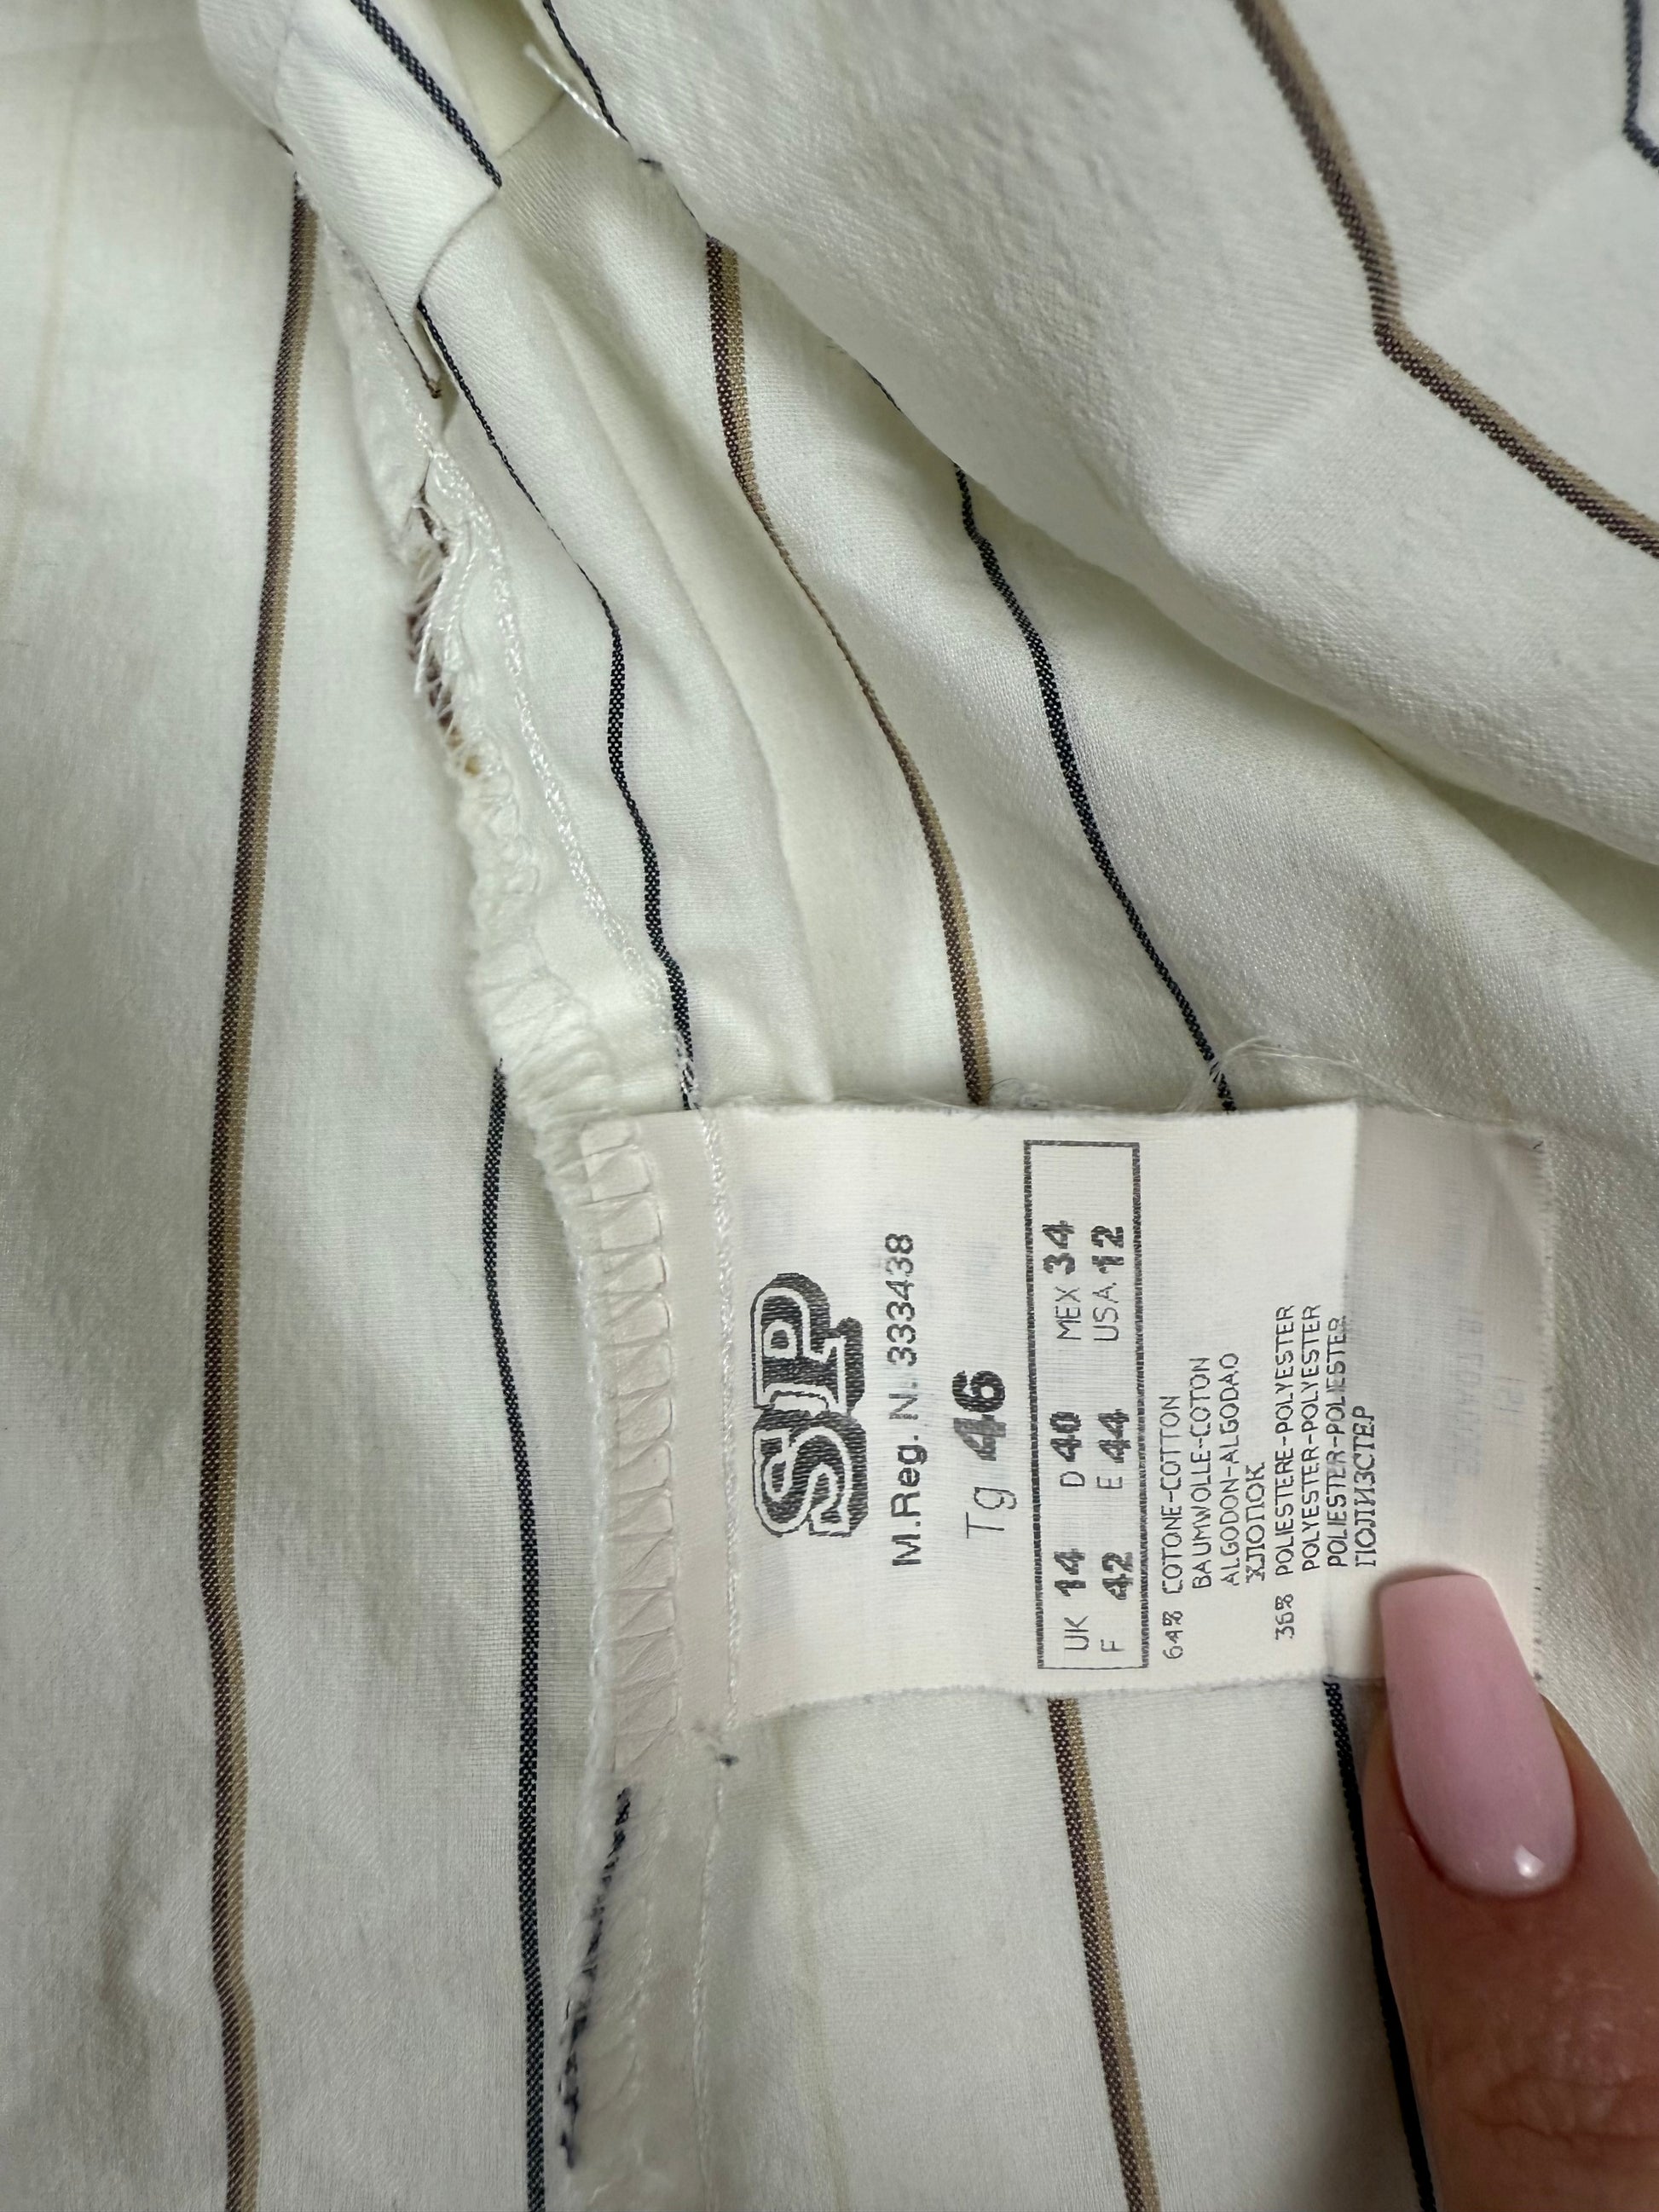 SIP
M.Reg. N. 333438
Tg 46
UK 14 D 40 MEX 34
F 42 E 44 USA 12
64% COTONE-COTTON
BAUMWOLLE-COTON
ALGODON-ALGODAO
ХЛОПОК
36% POLIESTERE-POLYESTER
POLYESTER-POLYESTER
POLIESTER-POLIESTER
ПОЛИЭСТЕР